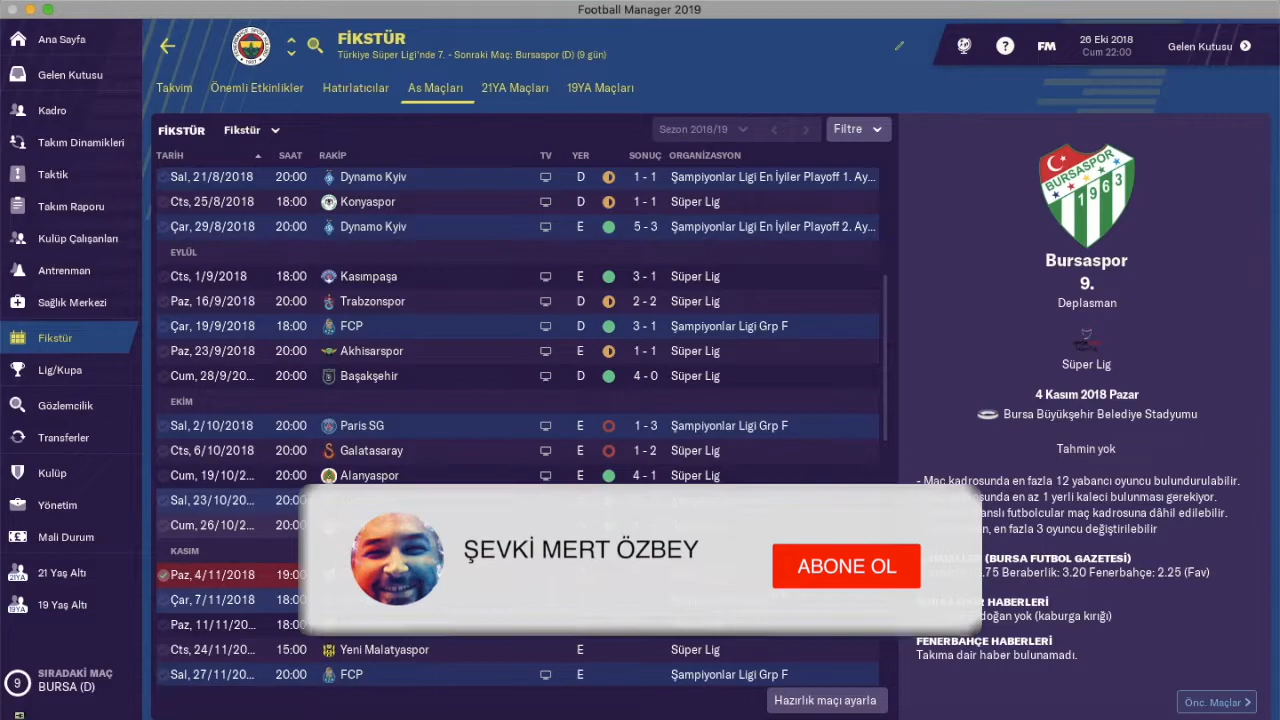 Football Manager 2019
Ana Sayfa
Gelen Kutusu
Kadro
Takım Dinamikleri
Taktik
Takım Raporu
Kulüp Çalışanları
Antrenman
Sağlık Merkezi
Fikstür
Lig/Kupa
Gözlemcilik
Transferler
Kulüp
Yönetim
Mali Durum
21YA 21 Yaş Altı
19YA 19 Yaş Altı
9 SIRADAKİ MAÇ
BURSA (D)
FİKSTÜR
Türkiye Süper Ligi'nde 7. - Sonraki Maç: Bursaspor (D) (9 gün)
? FM 26 Eki 2018 Gelen Kutusu
Cum 22:00
Takvim Önemli Etkinlikler Hatırlatıcılar As Maçları 21YA Maçları 19YA Maçları
FİKSTÜR Fikstür Sezon 2018/19 Filtre
TARİH SAAT RAKİP TV YER SONUÇ ORGANİZASYON
Sal, 21/8/2018 20:00 Dynamo Kyiv D 1 - 1 Şampiyonlar Ligi En İyiler Playoff 1. Ay...
Cts, 25/8/2018 18:00 Konyaspor D 1 - 1 Süper Lig
Çar, 29/8/2018 20:00 Dynamo Kyiv E 5 - 3 Şampiyonlar Ligi En İyiler Playoff 2. Ay...
EYLÜL
Cts, 1/9/2018 18:00 Kasımpaşa E 3 - 1 Süper Lig
Paz, 16/9/2018 20:00 Trabzonspor D 2 - 2 Süper Lig
Çar, 19/9/2018 18:00 FCP D 3 - 1 Şampiyonlar Ligi Grp F
Paz, 23/9/2018 20:00 Akhisarspor E 1 - 1 Süper Lig
Cum, 28/9/20... 20:00 Başakşehir D 4 - 0 Süper Lig
EKİM
Sal, 2/10/2018 20:00 Paris SG E 1 - 3 Şampiyonlar Ligi Grp F
Cts, 6/10/2018 20:00 Galatasaray E 1 - 2 Süper Lig
Cum, 19/10/2... 20:00 Alanyaspor E 4 - 1 Süper Lig
Sal, 23/10/20... 20:00
Cum, 26/10/... 20:00
KASIM
Paz, 4/11/2018 19:00
Çar, 7/11/2018 18:00
Paz, 11/11/20... 18:00
Cts, 24/11/20... 15:00 Yeni Malatyaspor E Süper Lig
Sal, 27/11/20... 20:00 FCP E Şampiyonlar Ligi Grp F
Hazırlık maçı ayarla
ŞEVKİ MERT ÖZBEY
ABONE OL
BURSASPOR
1963
Bursaspor
9.
Deplasman
Süper Lig
4 Kasım 2018 Pazar
Bursa Büyükşehir Belediye Stadyumu
Tahmin yok
- Maç kadrosunda en fazla 12 yabancı oyuncu bulundurulabilir.
en az 1 yerli kaleci bulunması gerekiyor.
futbolcular maç kadrosuna dâhil edilebilir.
en fazla 3 oyuncu değiştirilebilir
(BURSA FUTBOL GAZETESİ)
.75 Beraberlik: 3.20 Fenerbahçe: 2.25 (Fav)
HABERLERİ
yok (kaburga kırığı)
FENERBAHÇE HABERLERİ
Takıma dair haber bulunamadı.
Önc. Maçlar